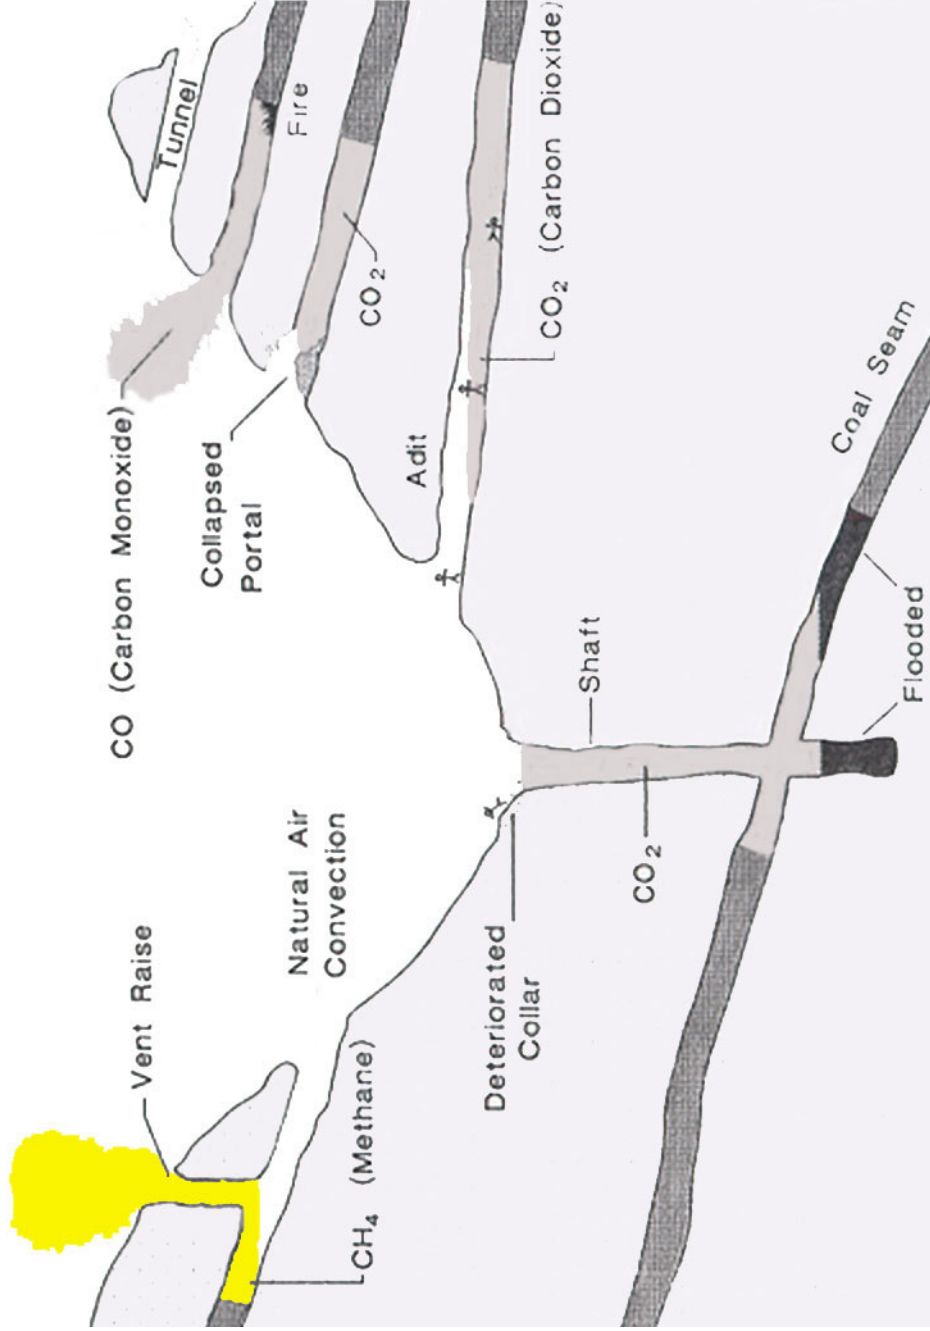 Vent Raise
CH4 (Methane)
Natural Air
Convection
Deteriorated
Collar
CO2
Shaft
CO (Carbon Monoxide)
Collapsed
Portal
Adit
CO2
Tunnel
Fire
CO2 (Carbon Dioxide)
Coal Seam
Flooded